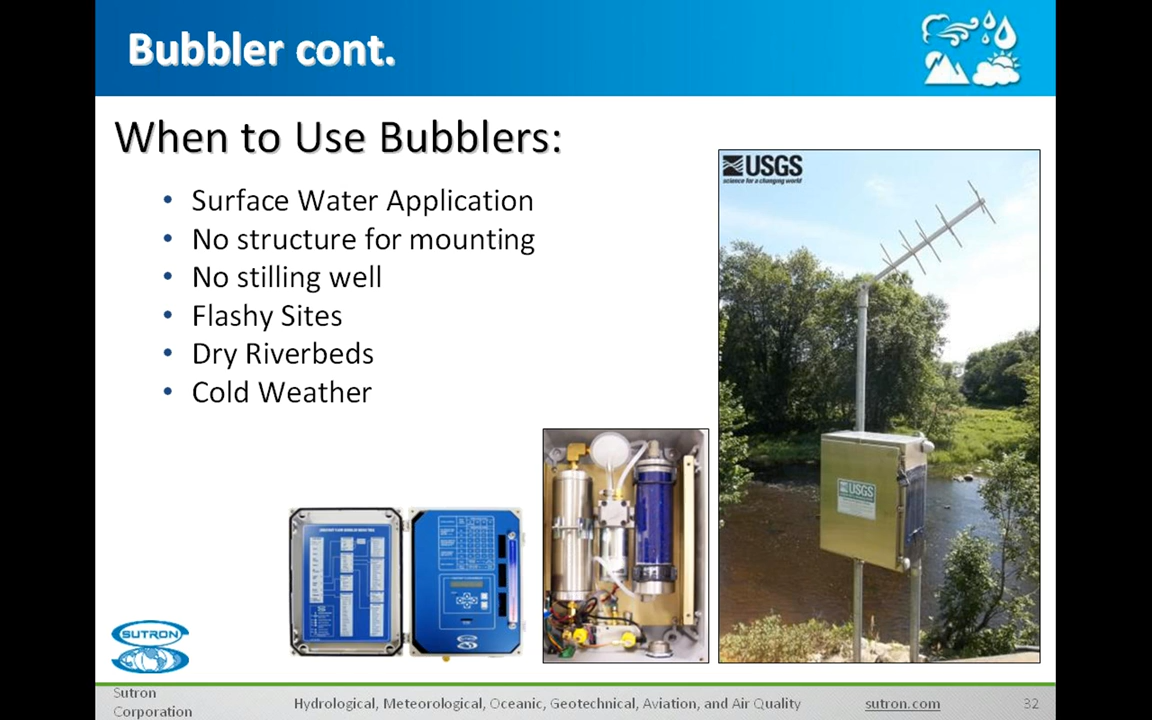 Bubbler cont.
When to Use Bubblers:
• Surface Water Application
• No structure for mounting
• No stilling well
• Flashy Sites
• Dry Riverbeds
• Cold Weather
USGS
science for a changing world
USGS
SUTRON
Sutron
Corporation
Hydrological, Meteorological, Oceanic, Geotechnical, Aviation, and Air Quality
sutron.com
32